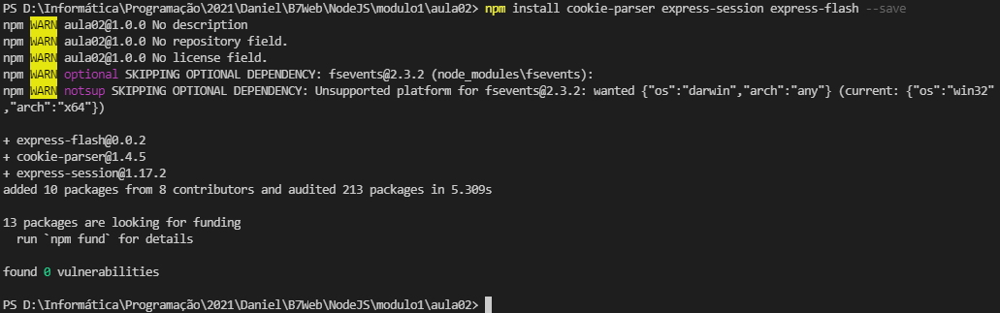 PS D:\Informática\Programação\2021\Daniel\B7Web\NodeJS\modulo1\aula02> npm install cookie-parser express-session express-flash --save
npm WARN aula02@1.0.0 No description
npm WARN aula02@1.0.0 No repository field.
npm WARN aula02@1.0.0 No license field.
npm WARN optional SKIPPING OPTIONAL DEPENDENCY: fsevents@2.3.2 (node_modules\fsevents):
npm WARN notsup SKIPPING OPTIONAL DEPENDENCY: Unsupported platform for fsevents@2.3.2: wanted {"os":"darwin","arch":"any"} (current: {"os":"win32"
,"arch":"x64"})
+ express-flash@0.0.2
+ cookie-parser@1.4.5
+ express-session@1.17.2
added 10 packages from 8 contributors and audited 213 packages in 5.309s
13 packages are looking for funding
run `npm fund` for details
found 0 vulnerabilities
PS D:\Informática\Programação\2021\Daniel\B7Web\NodeJS\modulo1\aula02>